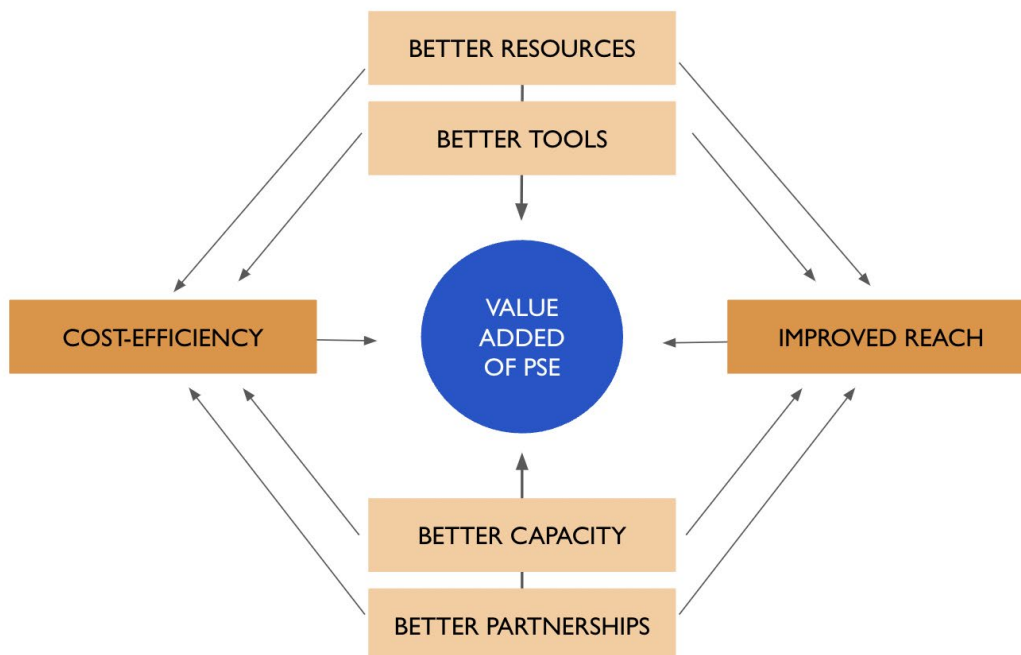 BETTER RESOURCES
BETTER TOOLS
COST-EFFICIENCY
VALUE
ADDED
OF PSE
IMPROVED REACH
BETTER CAPACITY
BETTER PARTNERSHIPS